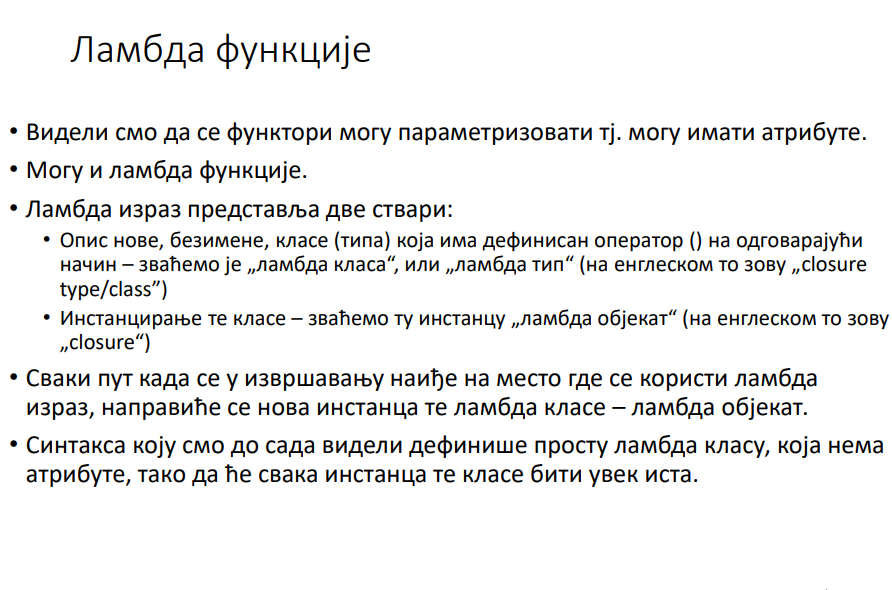 Ламбда функције
• Видели смо да се функтори могу параметризовати тј. могу имати атрибуте.
• Могу и ламбда функције.
• Ламбда израз представља две ствари:
• Опис нове, безимене, класе (типа) која има дефинисан оператор () на одговарајући
начин – зваћемо је „ламбда класа“, или „ламбда тип“ (на енглеском то зову „closure
type/class”)
• Инстанцирање те класе – зваћемо ту инстанцу „ламбда објекат“ (на енглеском то зову
„closure“)
• Сваки пут када се у извршавању наиђе на место где се користи ламбда
израз, направиће се нова инстанца те ламбда класе – ламбда објекат.
• Синтакса коју смо до сада видели дефинише просту ламбда класу, која нема
атрибуте, тако да ће свака инстанца те класе бити увек иста.